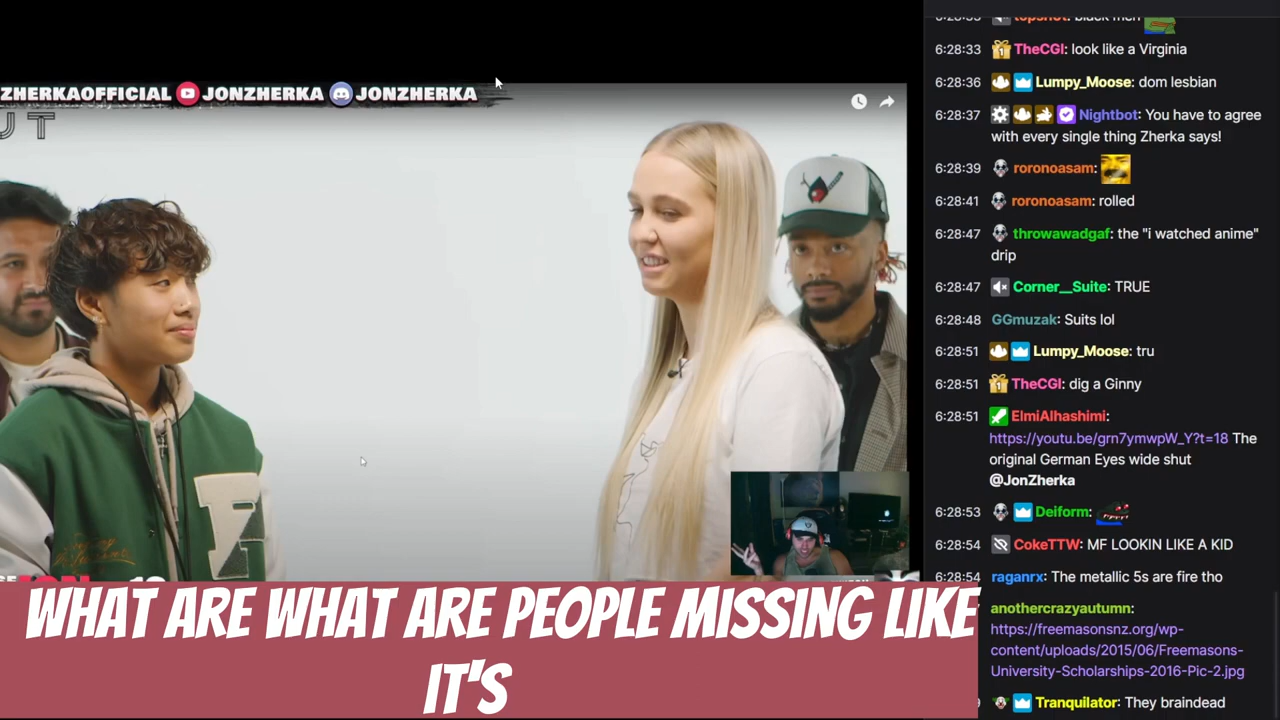 ZHERKAOFFICIAL JONZHERKA JONZHERKA
UT
WHAT ARE WHAT ARE PEOPLE MISSING LIKE
IT'S
6:28:33 TheCGI: look like a Virginia
6:28:36 Lumpy_Moose: dom lesbian
6:28:37 Nightbot: You have to agree
with every single thing Zherka says!
6:28:39 roronoasam:
6:28:41 roronoasam: rolled
6:28:47 throwawadgaf: the "i watched anime"
drip
6:28:47 Corner__Suite: TRUE
6:28:48 GGmuzak: Suits lol
6:28:51 Lumpy_Moose: tru
6:28:51 TheCGI: dig a Ginny
6:28:51 ElmiAlhashimi:
https://youtu.be/grn7ymwpW_Y?t=18 The
original German Eyes wide shut
@JonZherka
6:28:53 Deiform:
6:28:54 CokeTTW: MF LOOKIN LIKE A KID
6:28:54 raganrx: The metallic 5s are fire tho
anothercrazyautumn:
https://freemasonsnz.org/wp-
content/uploads/2015/06/Freemasons-
University-Scholarships-2016-Pic-2.jpg
Tranquilator: They braindead